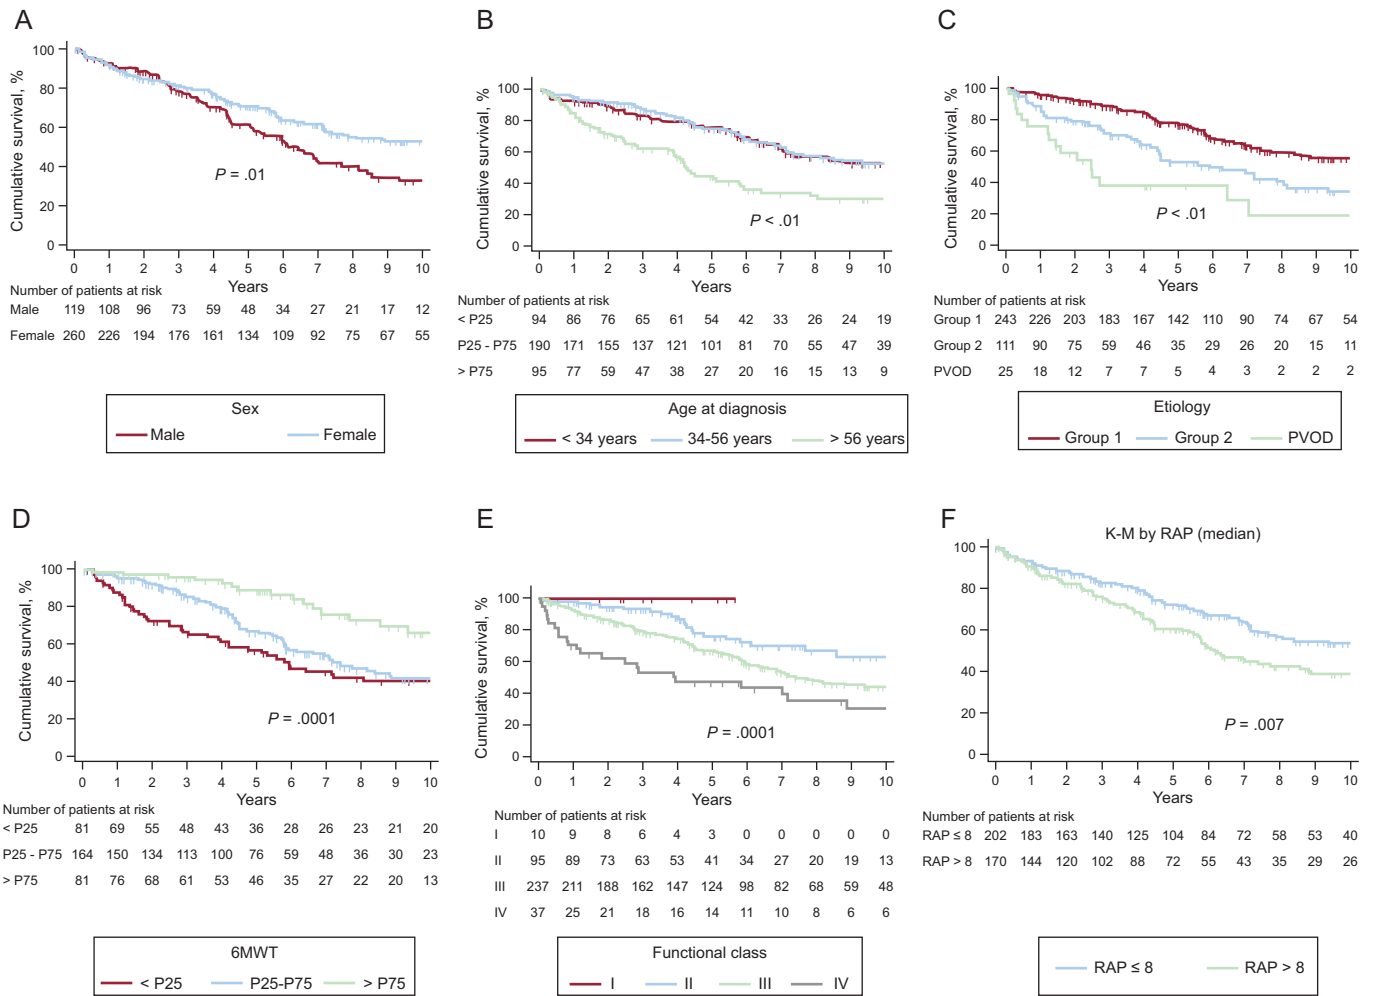 A
Cumulative survival, %
100
80
60
40
20
0
P = .01
0 1 2 3 4 5 6 7 8 9 10
Years
Number of patients at risk
Male 119 108 96 73 59 48 34 27 21 17 12
Female 260 226 194 176 161 134 109 92 75 67 55
Sex
Male Female
B
Cumulative survival, %
100
80
60
40
20
0
P < .01
0 1 2 3 4 5 6 7 8 9 10
Years
Number of patients at risk
< P25 94 86 76 65 61 54 42 33 26 24 19
P25 - P75 190 171 155 137 121 101 81 70 55 47 39
> P75 95 77 59 47 38 27 20 16 15 13 9
Age at diagnosis
< 34 years 34-56 years > 56 years
C
Cumulative survival, %
100
80
60
40
20
0
P < .01
0 1 2 3 4 5 6 7 8 9 10
Years
Number of patients at risk
Group 1 243 226 203 183 167 142 110 90 74 67 54
Group 2 111 90 75 59 46 35 29 26 20 15 11
PVOD 25 18 12 7 7 5 4 3 2 2 2
Etiology
Group 1 Group 2 PVOD
D
Cumulative survival, %
100
80
60
40
20
0
P = .0001
0 1 2 3 4 5 6 7 8 9 10
Years
Number of patients at risk
< P25 81 69 55 48 43 36 28 26 23 21 20
P25 - P75 164 150 134 113 100 76 59 48 36 30 23
> P75 81 76 68 61 53 46 35 27 22 20 13
6MWT
< P25 P25-P75 > P75
E
Cumulative survival, %
100
80
60
40
20
0
P = .0001
0 1 2 3 4 5 6 7 8 9 10
Years
Number of patients at risk
I 10 9 8 6 4 3 0 0 0 0 0
II 95 89 73 63 53 41 34 27 20 19 13
III 237 211 188 162 147 124 98 82 68 59 48
IV 37 25 21 18 16 14 11 10 8 6 6
Functional class
I II III IV
F
K-M by RAP (median)
100
80
60
40
20
0
P = .007
0 1 2 3 4 5 6 7 8 9 10
Years
Number of patients at risk
RAP ≤ 8 202 183 163 140 125 104 84 72 58 53 40
RAP > 8 170 144 120 102 88 72 55 43 35 29 26
RAP ≤ 8 RAP > 8